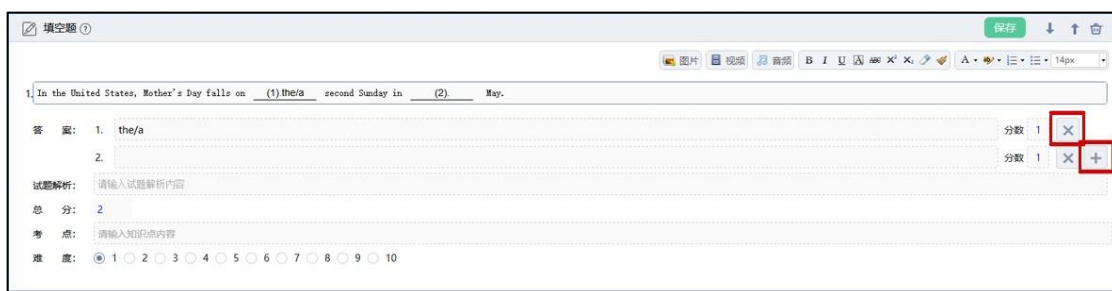 填空题 ? 保存
图片 视频 音频 B I U A ABC X² X₂ A 14px
1. In the United States, Mother's Day falls on (1).the/a second Sunday in (2). May.
答 案: 1. the/a 分数 1 ×
2. 分数 1 × +
试题解析: 请输入试题解析内容
总 分: 2
考 点: 请输入知识点内容
难 度: 1 2 3 4 5 6 7 8 9 10